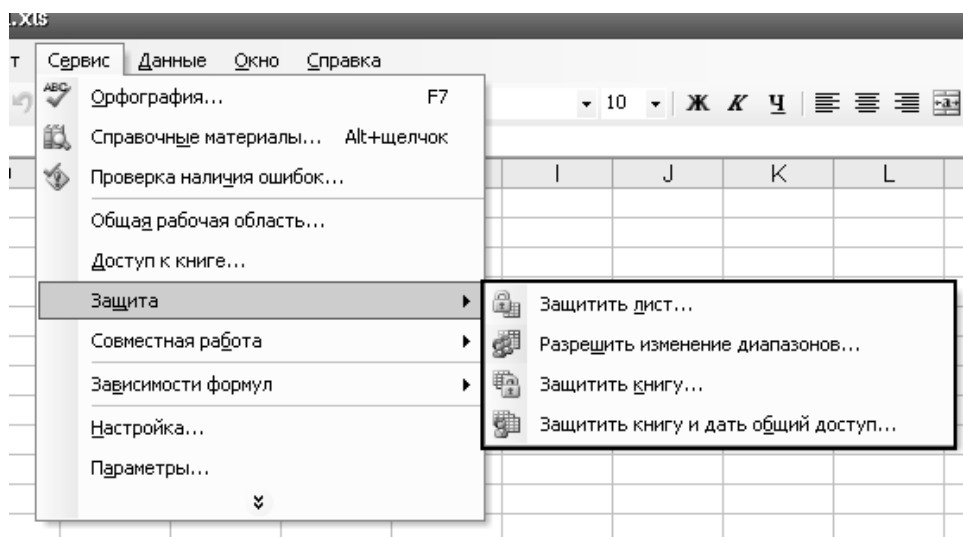 .xls
т Сервис Данные Окно Справка
Орфография... F7
10 Ж К Ч
Справочные материалы... Alt+щелчок
Проверка наличия ошибок...
I J K L
Общая рабочая область...
Доступ к книге...
Защита
Защитить лист...
Совместная работа
Разрешить изменение диапазонов...
Зависимости формул
Защитить книгу...
Настройка...
Защитить книгу и дать общий доступ...
Параметры...